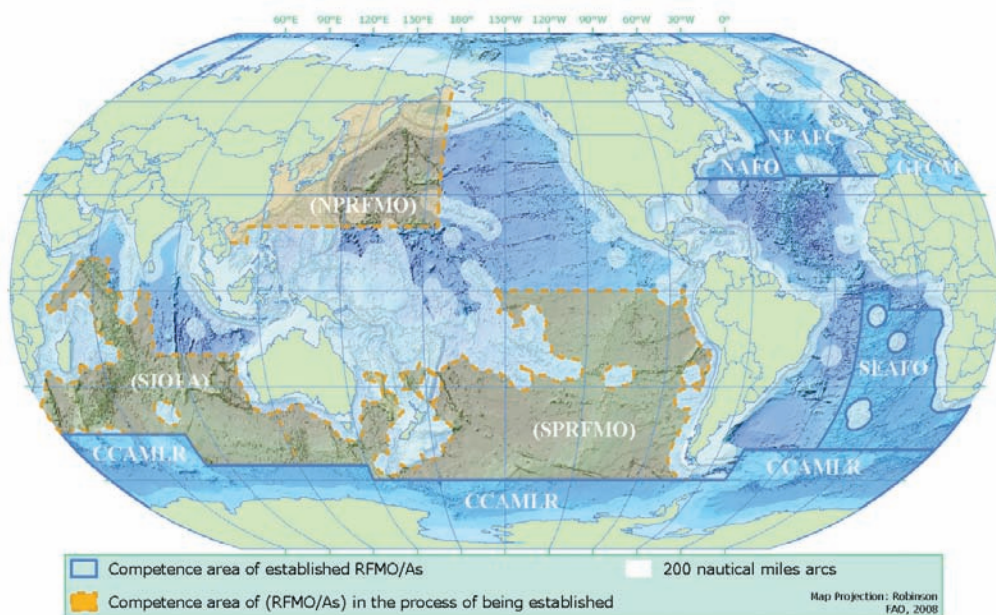 60°E 120°E 150°E 180° 150°W 120°W 90°W 60°W 30°W 0°
NEAFC
NAFO
GFCM
(NPRFMO)
(SIOFA)
SEAFO
(SPRFMO)
CCAMLR
CCAMLR
CCAMLR
Competence area of established RFMO/As
200 nautical miles arcs
Competence area of (RFMO/As) in the process of being established
Map Projection: Robinson
FAO, 2008